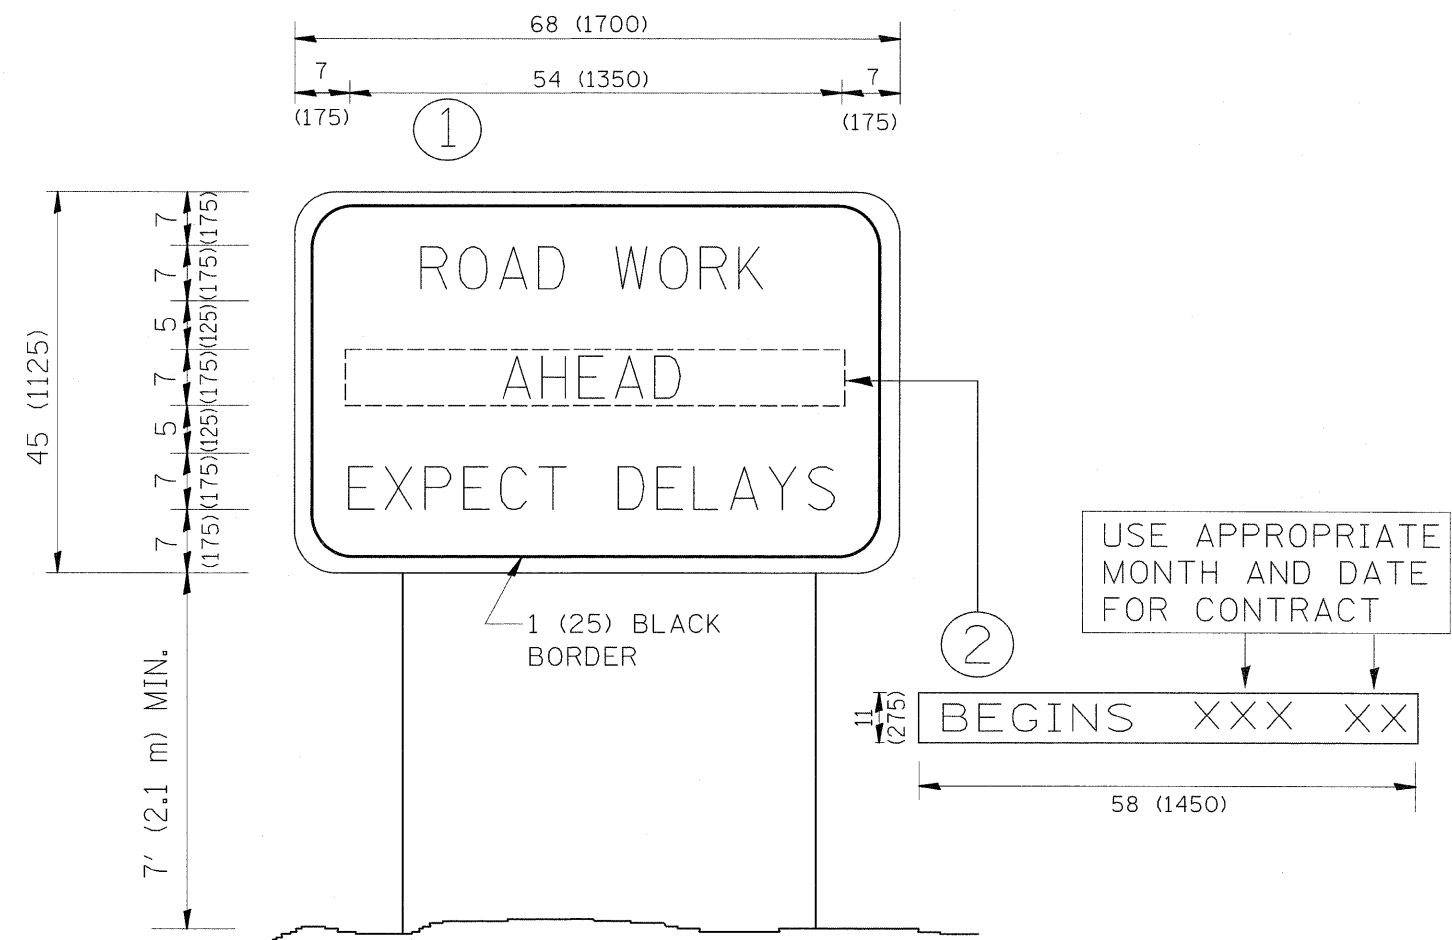 68 (1700)
7
54 (1350)
7
(175)
(175)
1
45 (1125)
7
(175)
7
(175)
5
(125)
7
(175)
5
(125)
7
(175)
7
(175)
ROAD WORK
AHEAD
EXPECT DELAYS
1 (25) BLACK
BORDER
7' (2.1 m) MIN.
2
USE APPROPRIATE
MONTH AND DATE
FOR CONTRACT
11
(275)
BEGINS XXX XX
58 (1450)